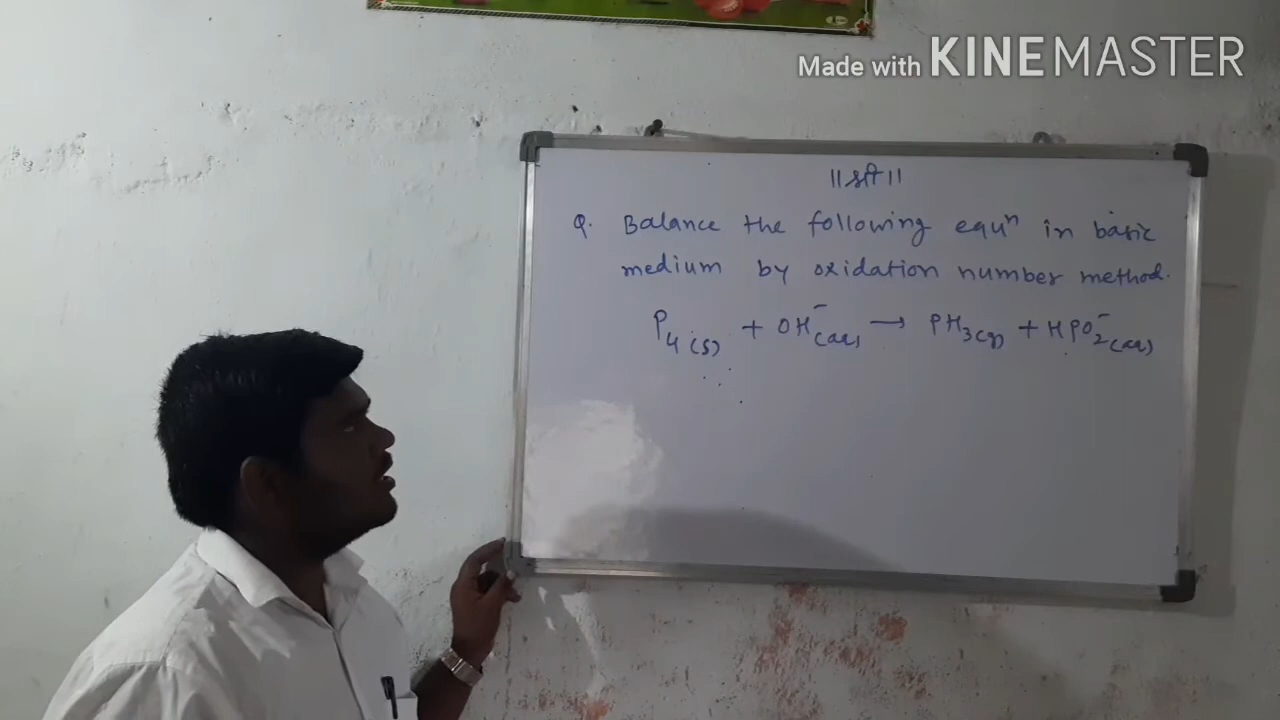 Made with KINEMASTER
॥ श्री ॥
Q. Balance the following equⁿ in basic
medium by oxidation number method.
P₄(s) + OH⁻(aq) → PH₃(g) + HPO₂⁻(aq)